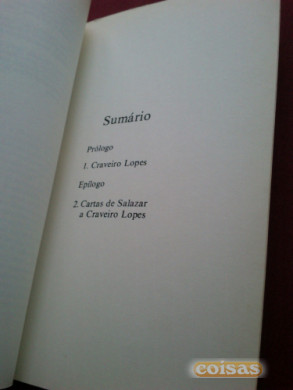 Sumário
Prólogo
1. Craveiro Lopes
Epílogo
2. Cartas de Salazar
a Craveiro Lopes
coisas